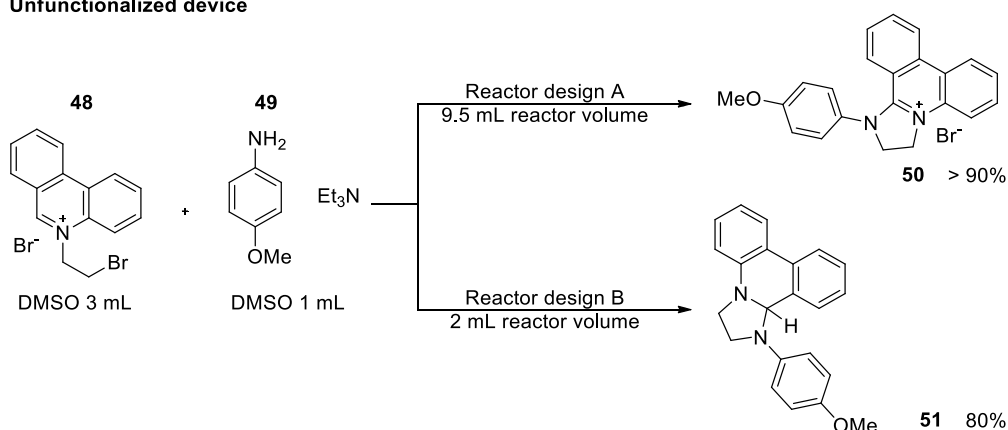 Unfunctionalized device
48
49
Br-
N+
Br
DMSO 3 mL
+
NH2
OMe
DMSO 1 mL
Et3N
Reactor design A
9.5 mL reactor volume
Reactor design B
2 mL reactor volume
MeO
N
N+
Br-
50 > 90%
N
H
N
OMe
51 80%